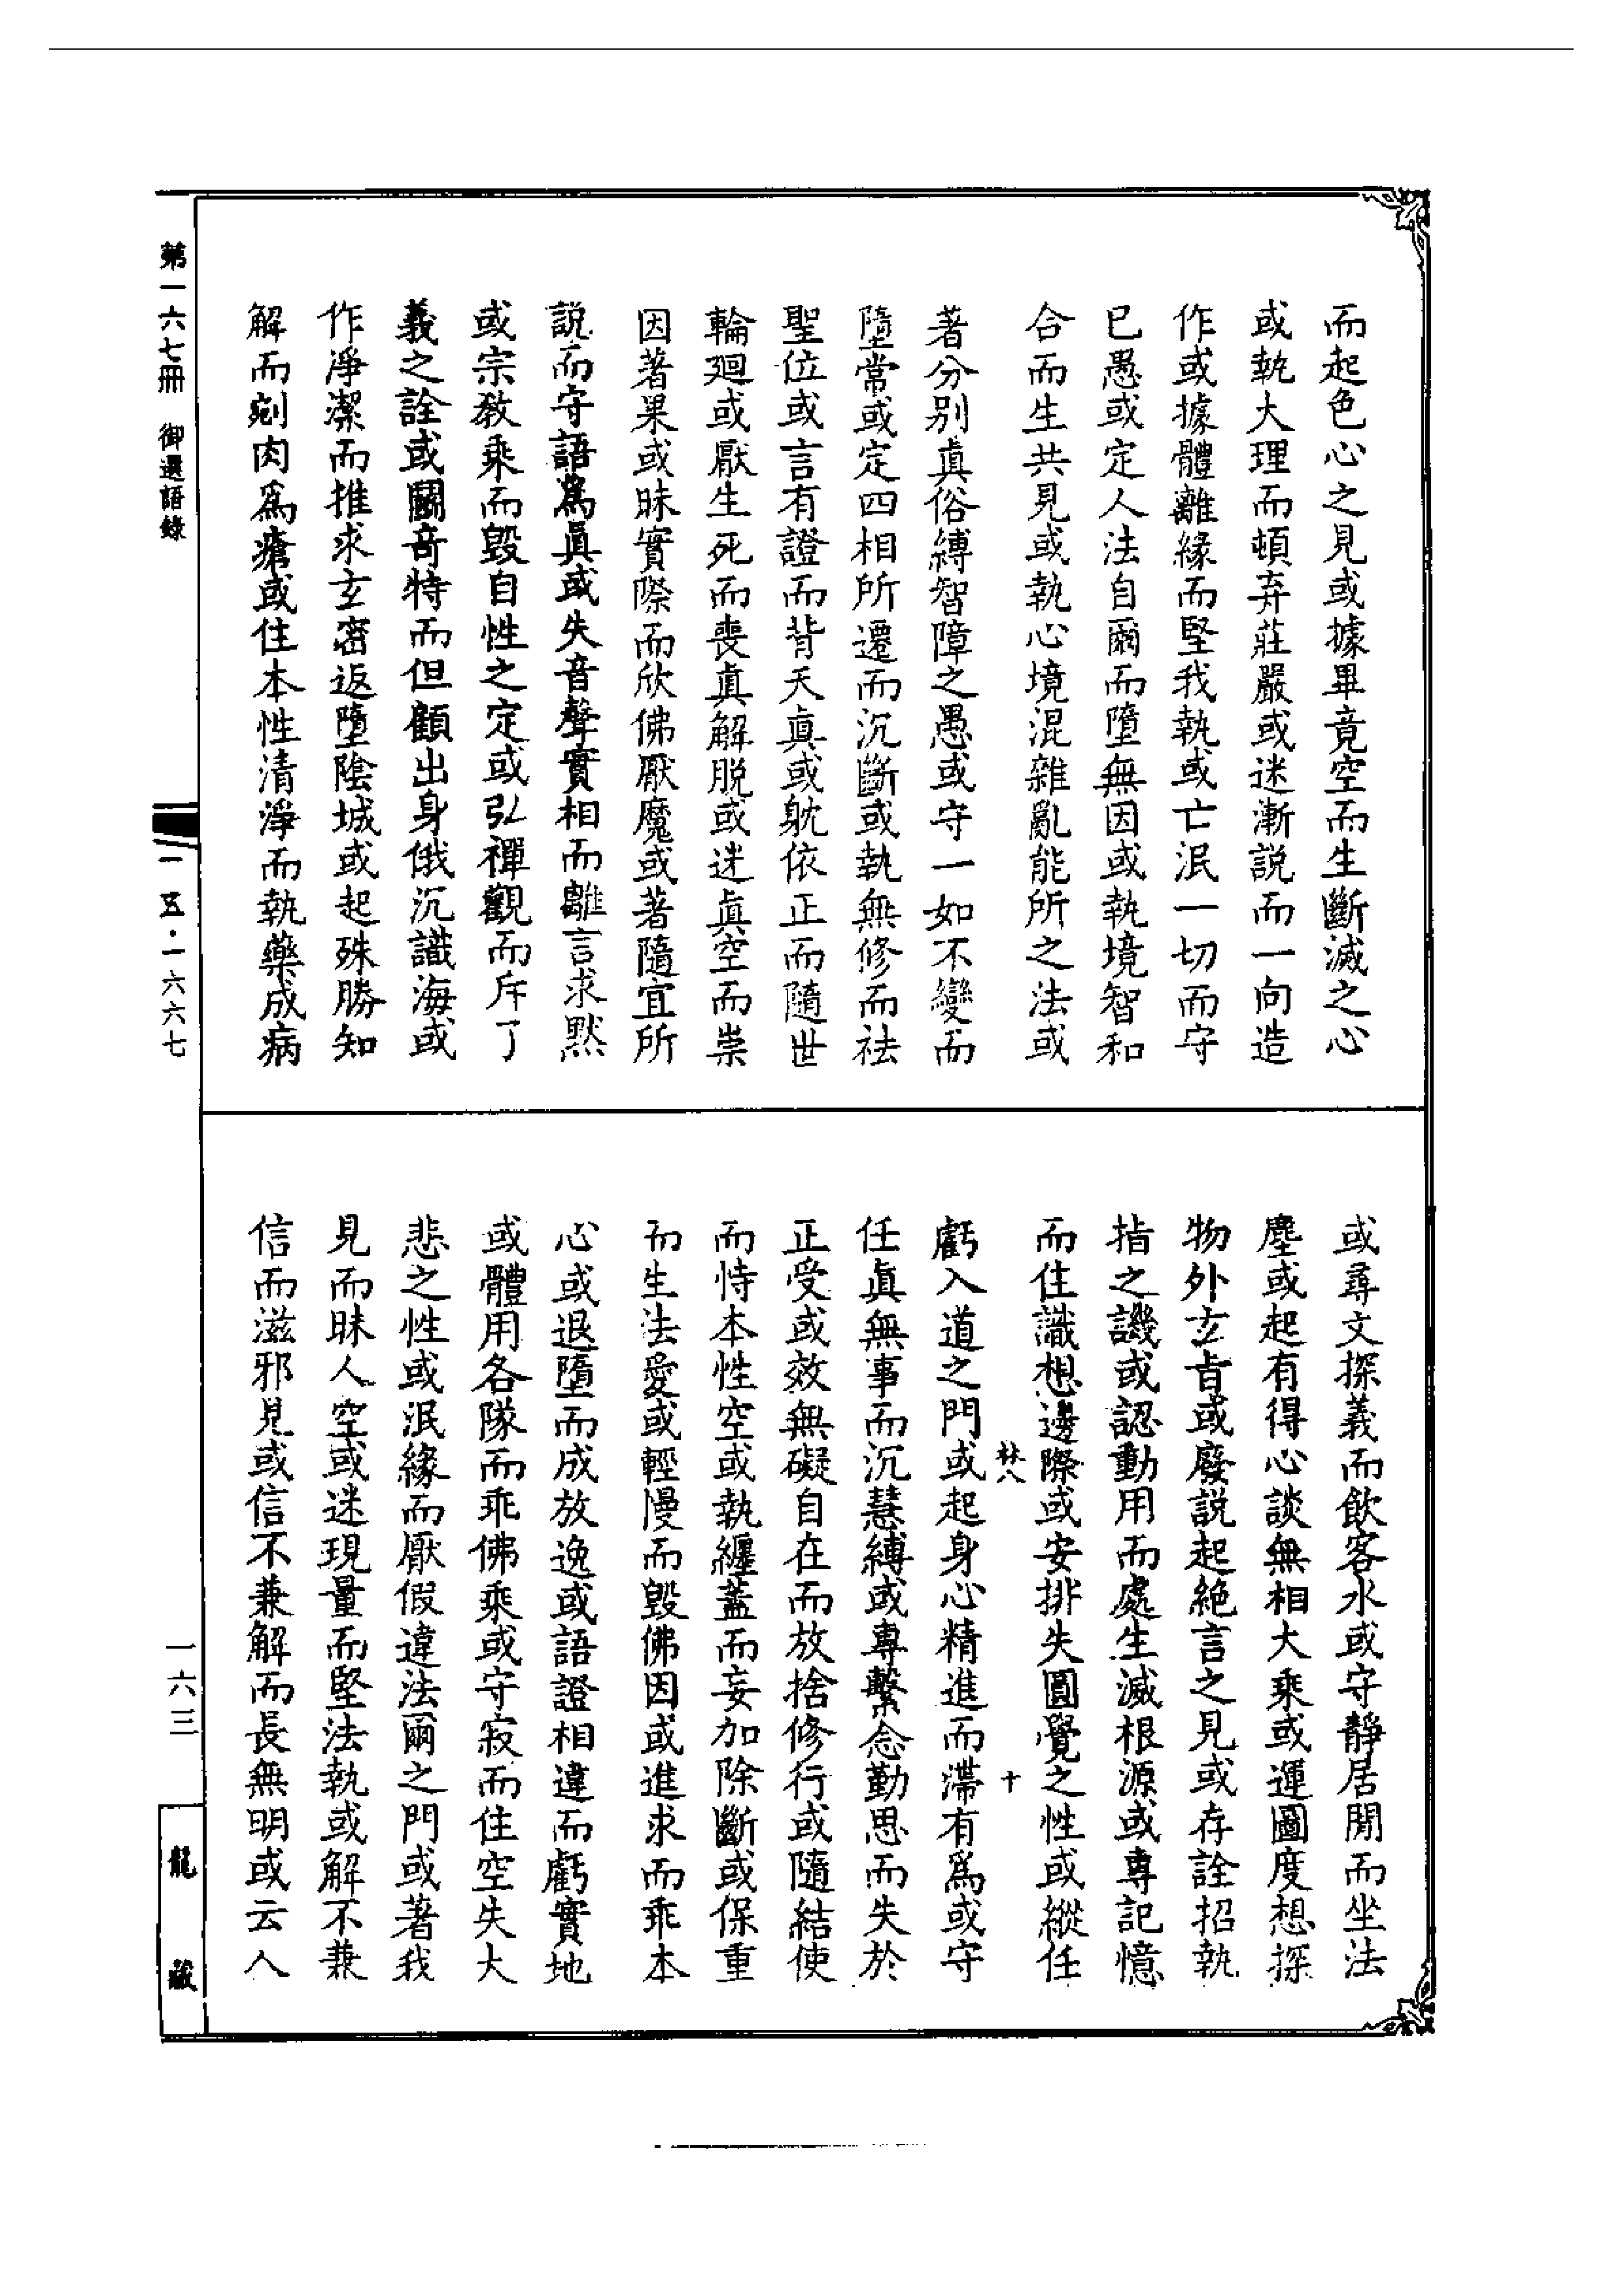 而起色心之見或據畢竟空而生斷滅之心
或執大理而頓弃莊嚴或迷漸説而一向造
作或據體離緣而堅我執或亡泯一切而守
已愚或定人法自爾而墮無因或執境智和
合而生共見或執心境混雜亂能所之法或
著分别真俗縛智障之愚或守一如不變而
墮常或定四相所遷而沉斷或執無修而袪
聖位或言有證而背天真或躭依正而隨世
輪廻或厭生死而喪真解脱或迷眞空而崇
因著果或昧實際而欣佛厭魔或著隨宜所
説而守語為眞或失音聲實相而離言求默
或宗教乘而毀自性之定或弘禪觀而斥了
義之詮或鬬奇特而但顧出身俄沉識海或
作淨潔而推求玄密返墮陰城或起殊勝知
解而剜肉爲瘡或住本性清淨而執藥成病
或尋文探義而飲客水或守靜居閒而坐法
塵或起有得心談無相大乘或運圖度想探
物外玄旨或廢説起絶言之見或存詮招執
指之譏或認動用而處生滅根源或專記憶
而住識想邊際或安排失圓覺之性或縱任
虧入道之門或起身心精進而滯有爲或守
任眞無事而沉慧縛或專繫念勤思而失於
正受或效無礙自在而放捨修行或隨結使
而恃本性空或執纏蓋而妄加除斷或保重
而生法愛或輕慢而毀佛因或進求而乖本
心或退墮而成放逸或語證相違而虧實地
或體用各隊而乖佛乘或守寂而住空失大
悲之性或泯緣而厭假違法爾之門或著我
見而昧人空或迷現量而堅法執或解不兼
信而滋邪見或信不兼解而長無明或云人
林八
十
第一六七冊 御選語錄
一一五·一六六七
一六三
龍藏